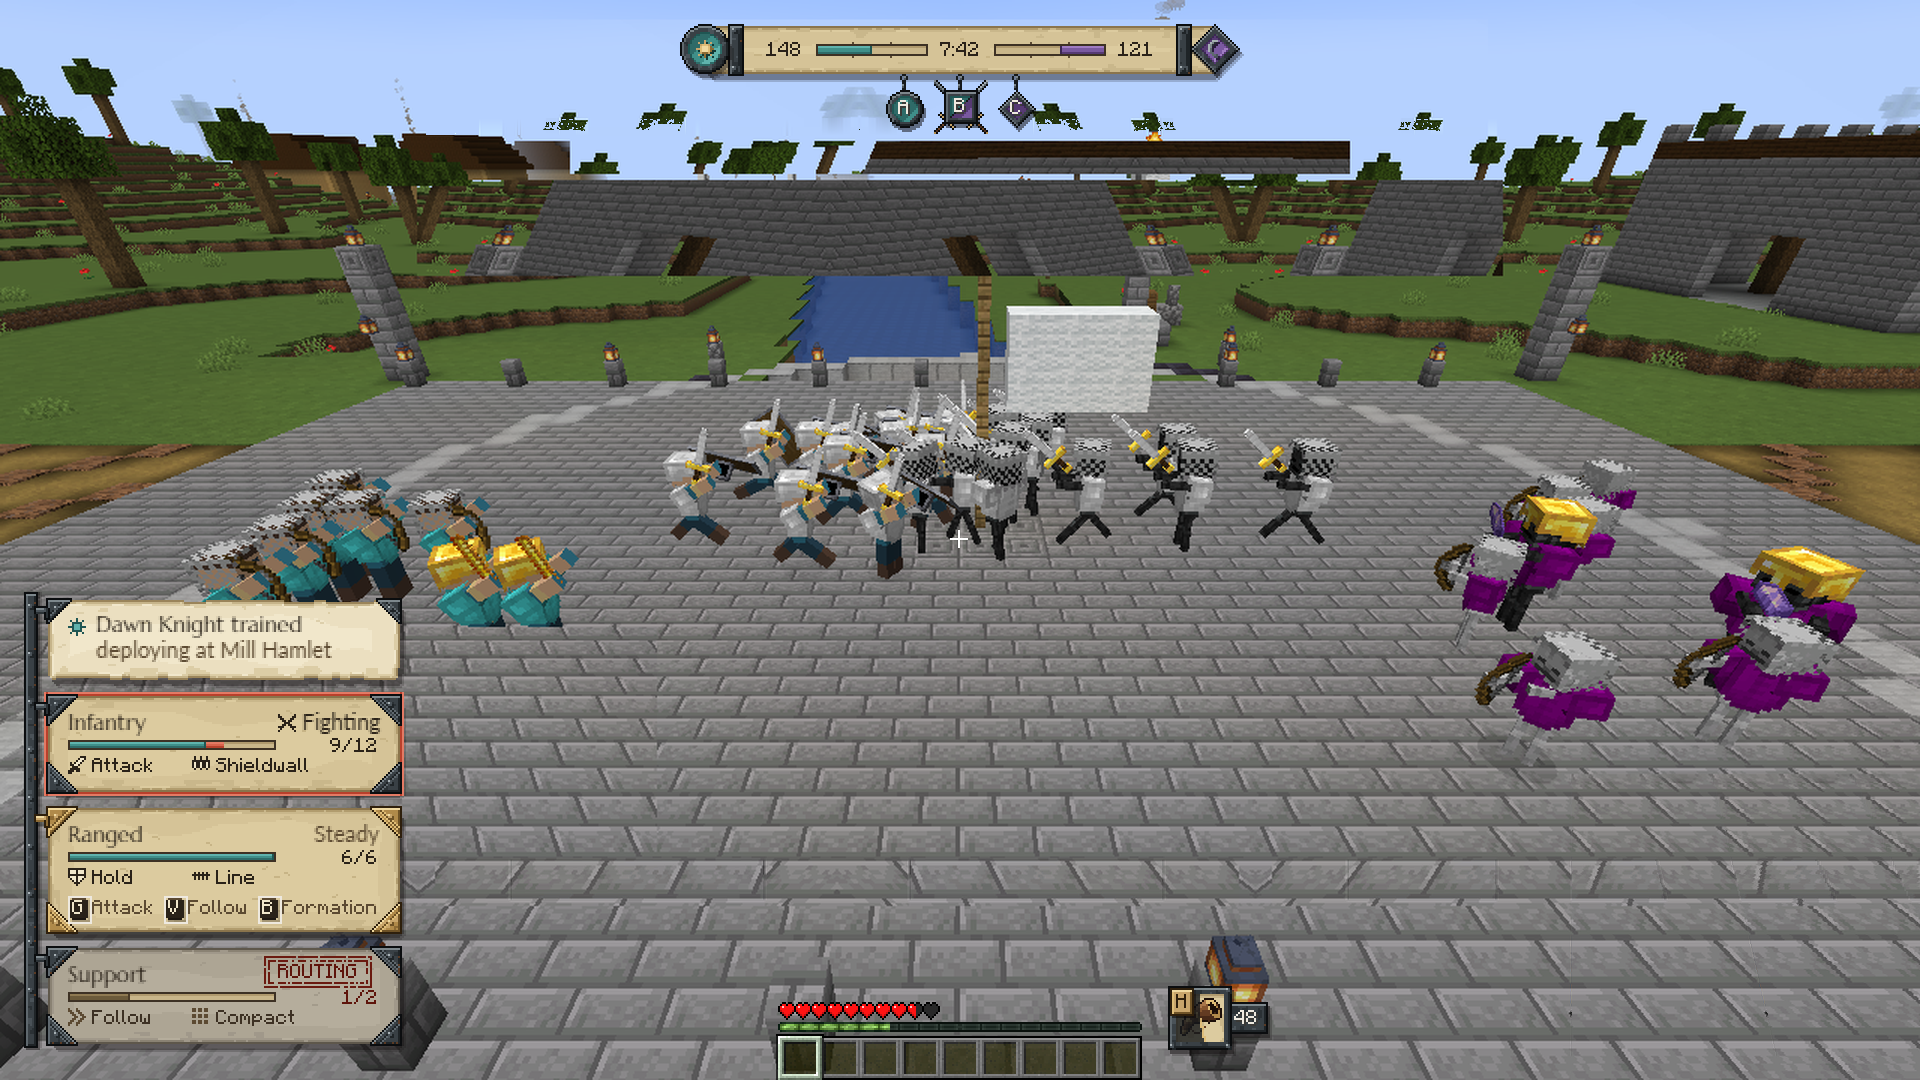 148 7:42 121
A B C
Dawn Knight trained
deploying at Mill Hamlet
Infantry Fighting
9/12
Attack Shieldwall
Ranged Steady
6/6
Hold Line
G Attack V Follow B Formation
Support ROUTING
1/2
Follow Compact
H
48